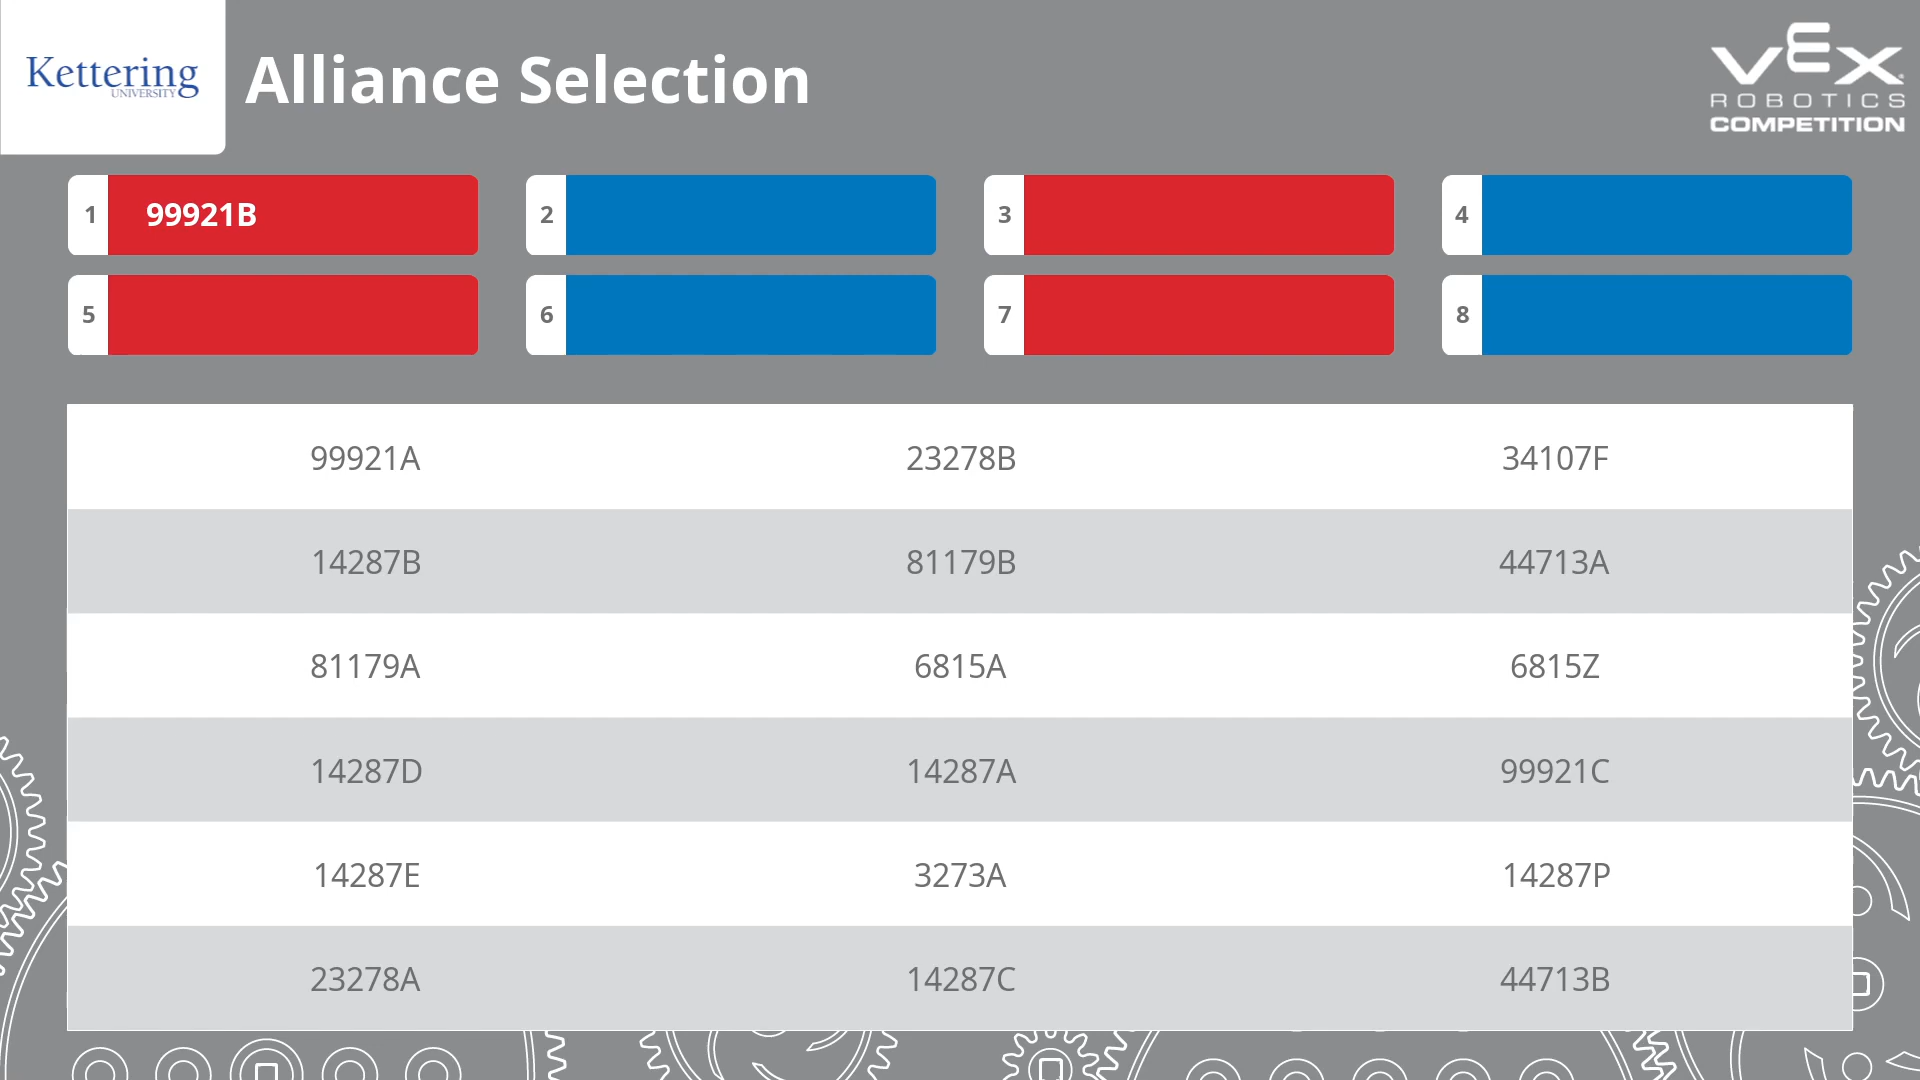 Kettering
UNIVERSITY
Alliance Selection
VEX
ROBOTICS
COMPETITION
1 99921B 2 3 4
5 6 7 8
99921A 23278B 34107F
14287B 81179B 44713A
81179A 6815A 6815Z
14287D 14287A 99921C
14287E 3273A 14287P
23278A 14287C 44713B